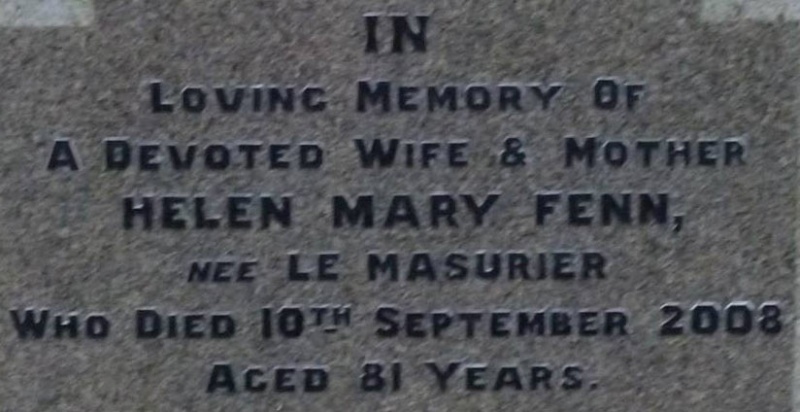 IN
LOVING MEMORY OF
A DEVOTED WIFE & MOTHER
HELEN MARY FENN,
NEE LE MASURIER
WHO DIED 10TH SEPTEMBER 2008
AGED 81 YEARS.